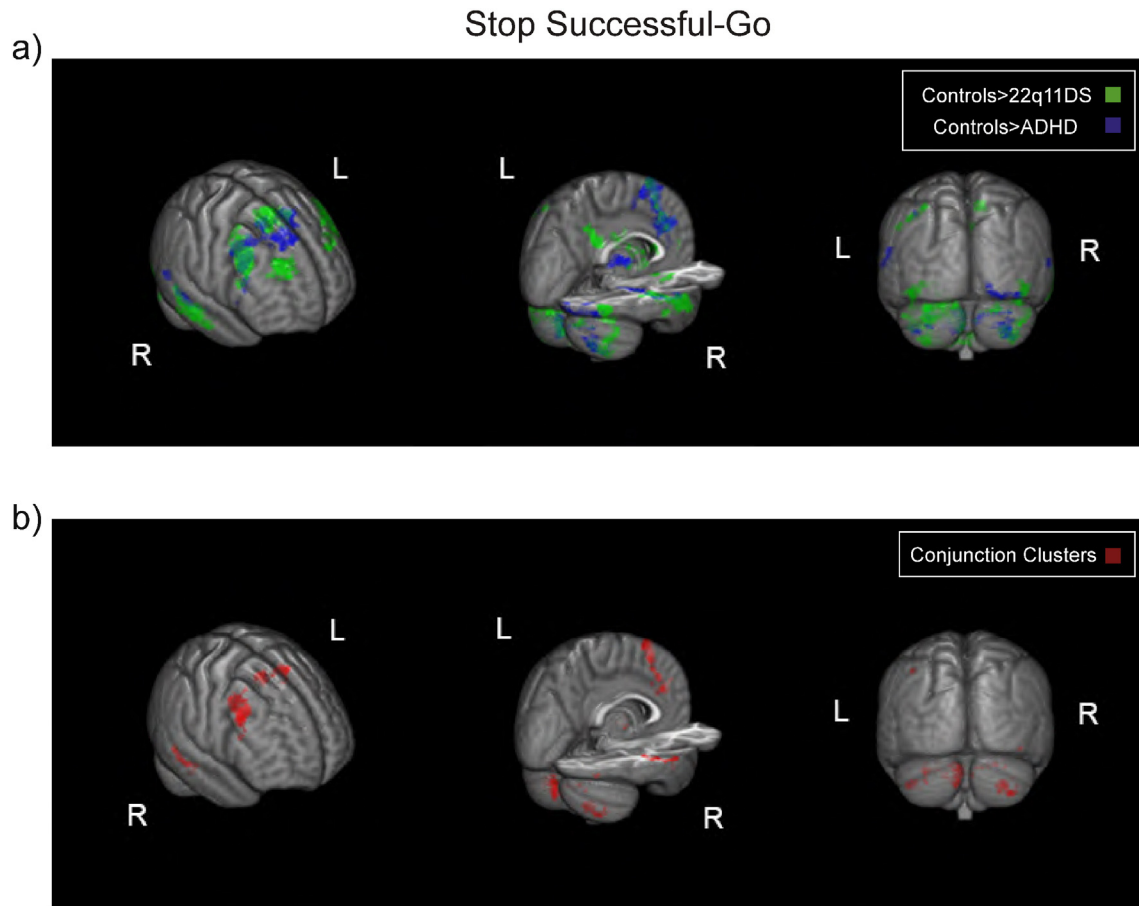 Stop Successful-Go
a)
Controls>22q11DS
Controls>ADHD
L
L
L
R
R
R
b)
Conjunction Clusters
L
L
L
R
R
R